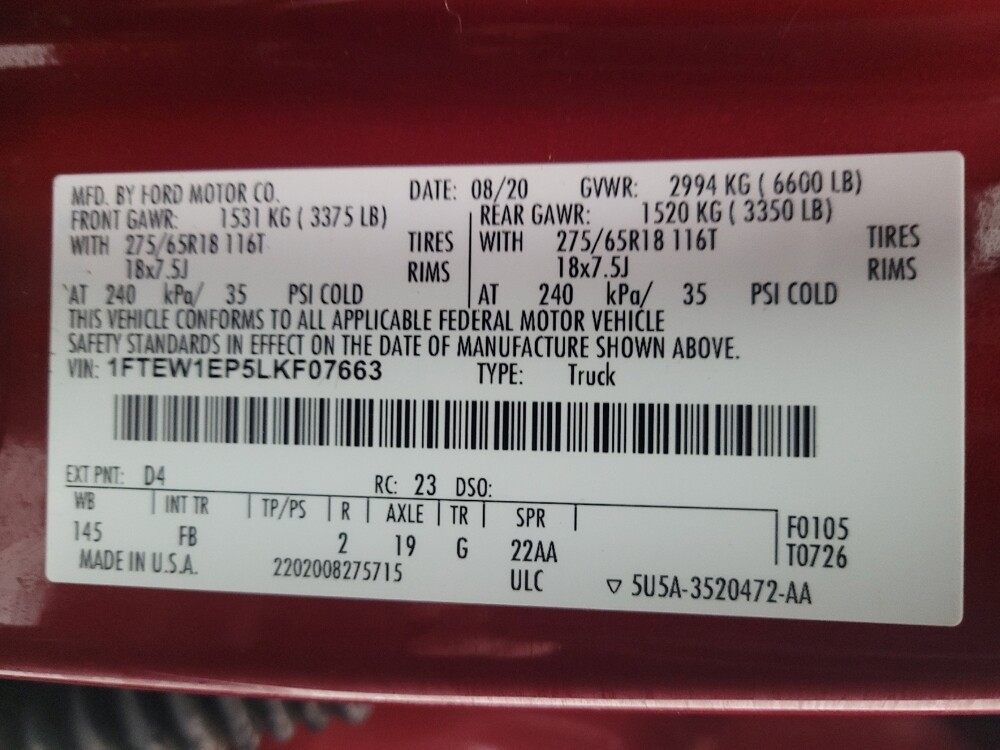 MFD. BY FORD MOTOR CO. DATE: 08/20 GVWR: 2994 KG ( 6600 LB)
FRONT GAWR: 1531 KG ( 3375 LB) REAR GAWR: 1520 KG ( 3350 LB)
WITH 275/65R18 116T TIRES WITH 275/65R18 116T TIRES
18x7.5J RIMS 18x7.5J RIMS
AT 240 kPa/ 35 PSI COLD AT 240 kPa/ 35 PSI COLD
THIS VEHICLE CONFORMS TO ALL APPLICABLE FEDERAL MOTOR VEHICLE
SAFETY STANDARDS IN EFFECT ON THE DATE OF MANUFACTURE SHOWN ABOVE.
VIN: 1FTEW1EP5LKF07663 TYPE: Truck
EXT PNT: D4 RC: 23 DSO:
WB INT TR TP/PS R AXLE TR SPR F0105
145 FB 2 19 G 22AA T0726
MADE IN U.S.A. 2202008275715 ULC ▽ 5U5A-3520472-AA